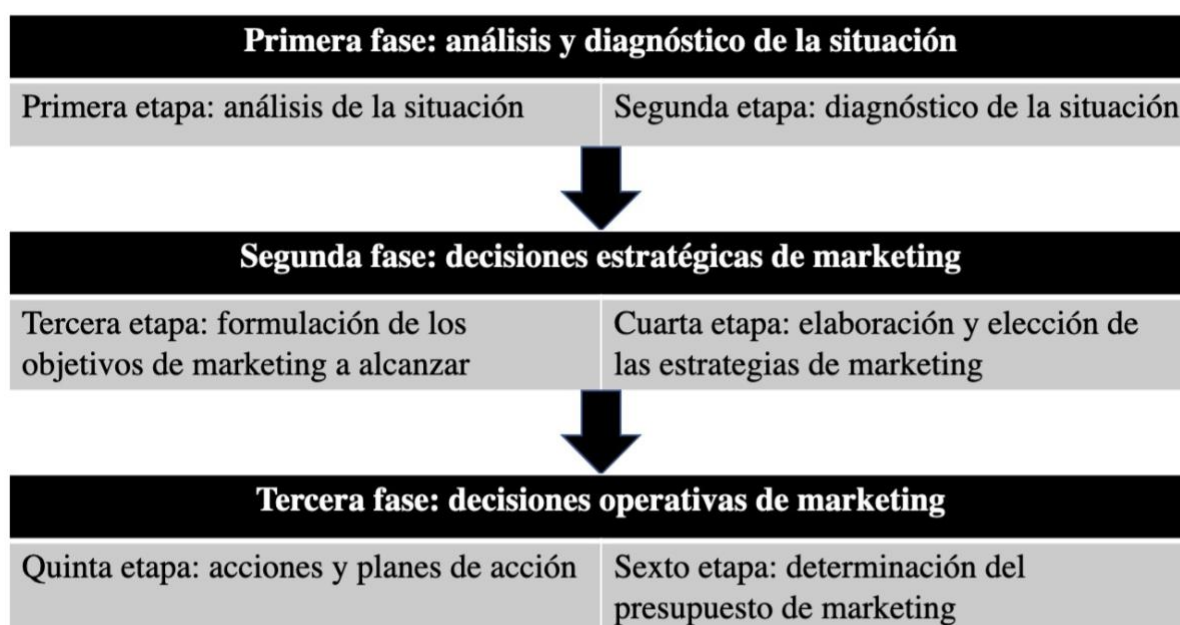 Primera fase: análisis y diagnóstico de la situación
Primera etapa: análisis de la situación
Segunda etapa: diagnóstico de la situación
Segunda fase: decisiones estratégicas de marketing
Tercera etapa: formulación de los
objetivos de marketing a alcanzar
Cuarta etapa: elaboración y elección de
las estrategias de marketing
Tercera fase: decisiones operativas de marketing
Quinta etapa: acciones y planes de acción
Sexto etapa: determinación del
presupuesto de marketing